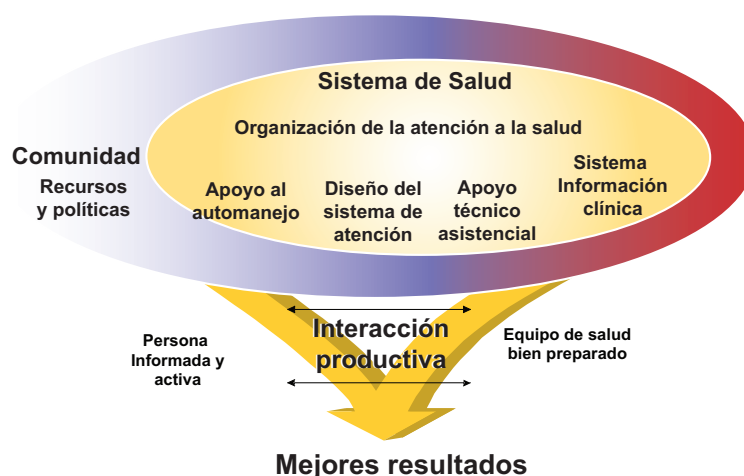 Sistema de Salud
Organización de la atención a la salud
Comunidad
Recursos
y políticas
Apoyo al
automanejo
Diseño del
sistema de
atención
Apoyo
técnico
asistencial
Sistema
Información
clínica
Persona
Informada y
activa
Interacción
productiva
Equipo de salud
bien preparado
Mejores resultados